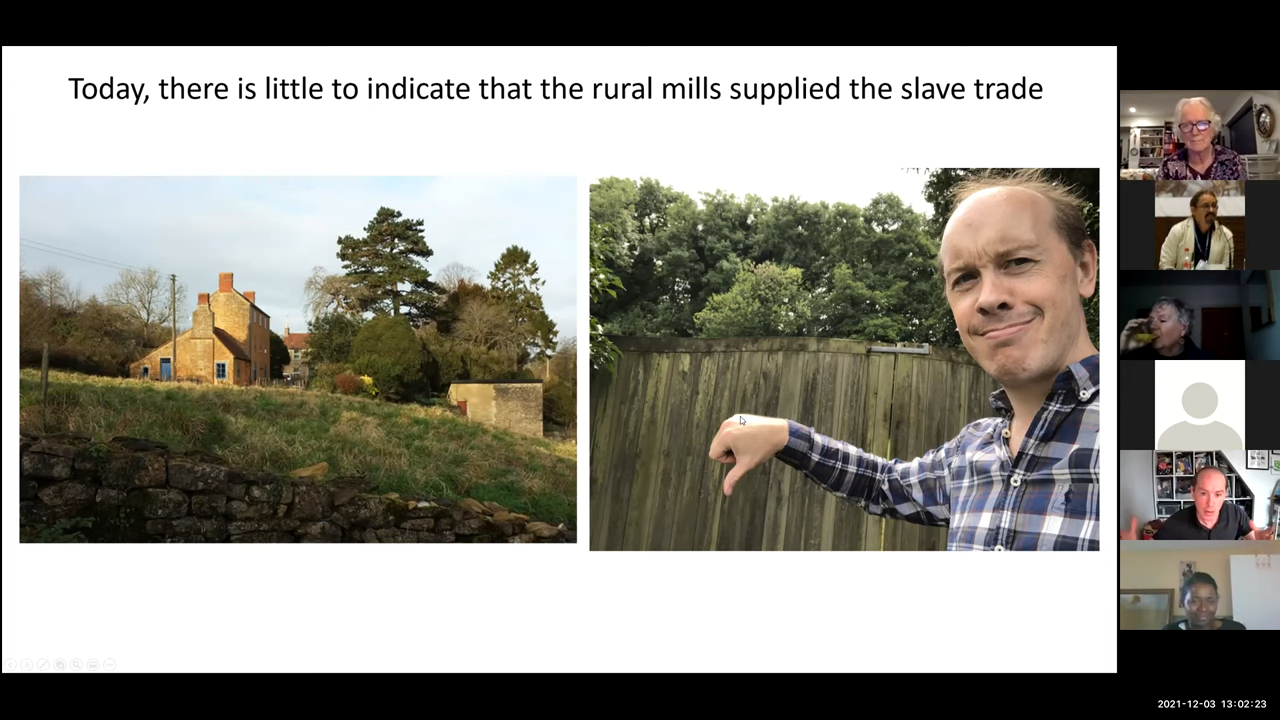 Today, there is little to indicate that the rural mills supplied the slave trade
2021-12-03 13:02:23